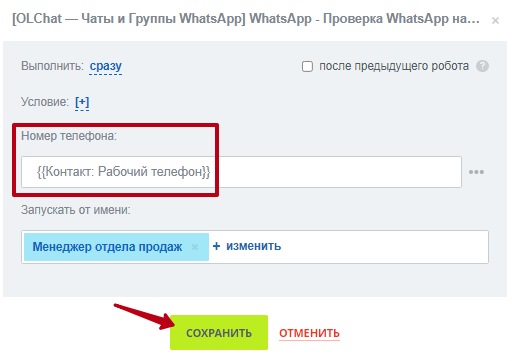 [OLChat — Чаты и Группы WhatsApp] WhatsApp - Проверка WhatsApp на...
Выполнить: сразу после предыдущего робота ?
Условие: [+]
Номер телефона:
{{Контакт: Рабочий телефон}}
Запускать от имени:
Менеджер отдела продаж × + изменить
СОХРАНИТЬ ОТМЕНИТЬ